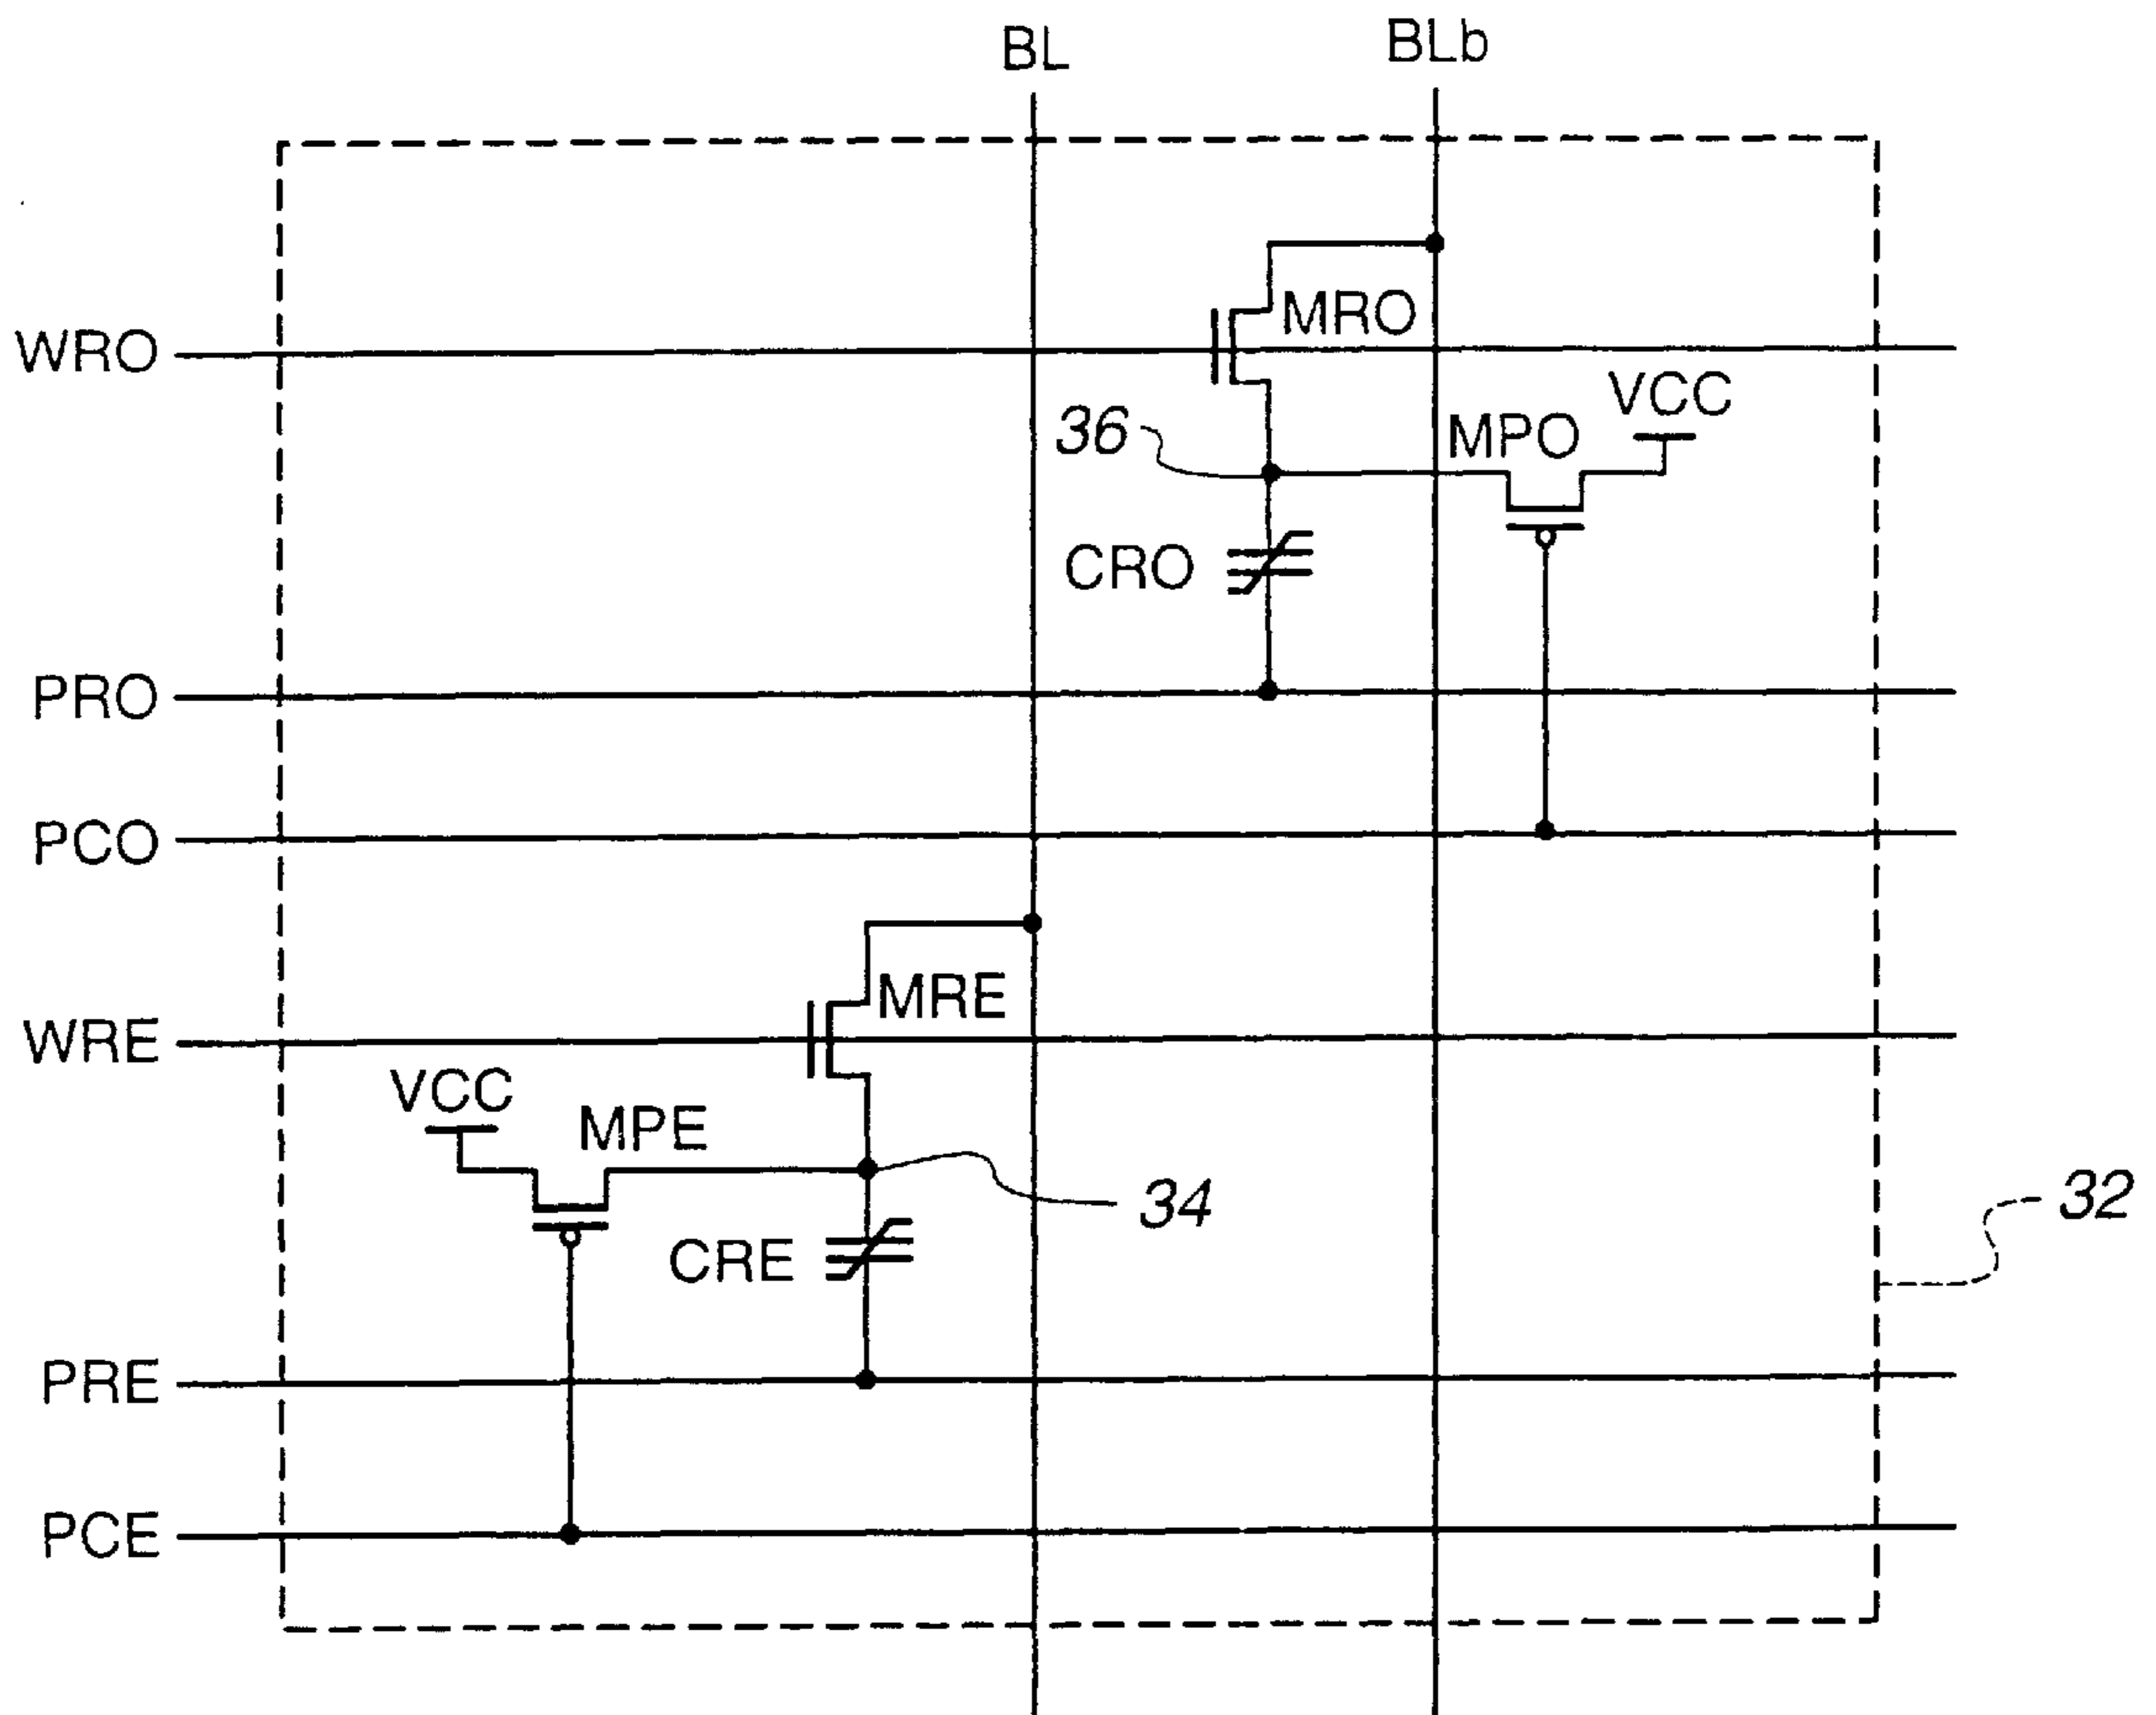 BL
BLb
WRO
MRO
VCC
36
MPO
CRO
PRO
PCO
MRE
WRE
VCC
MPE
34
32
CRE
PRE
PCE